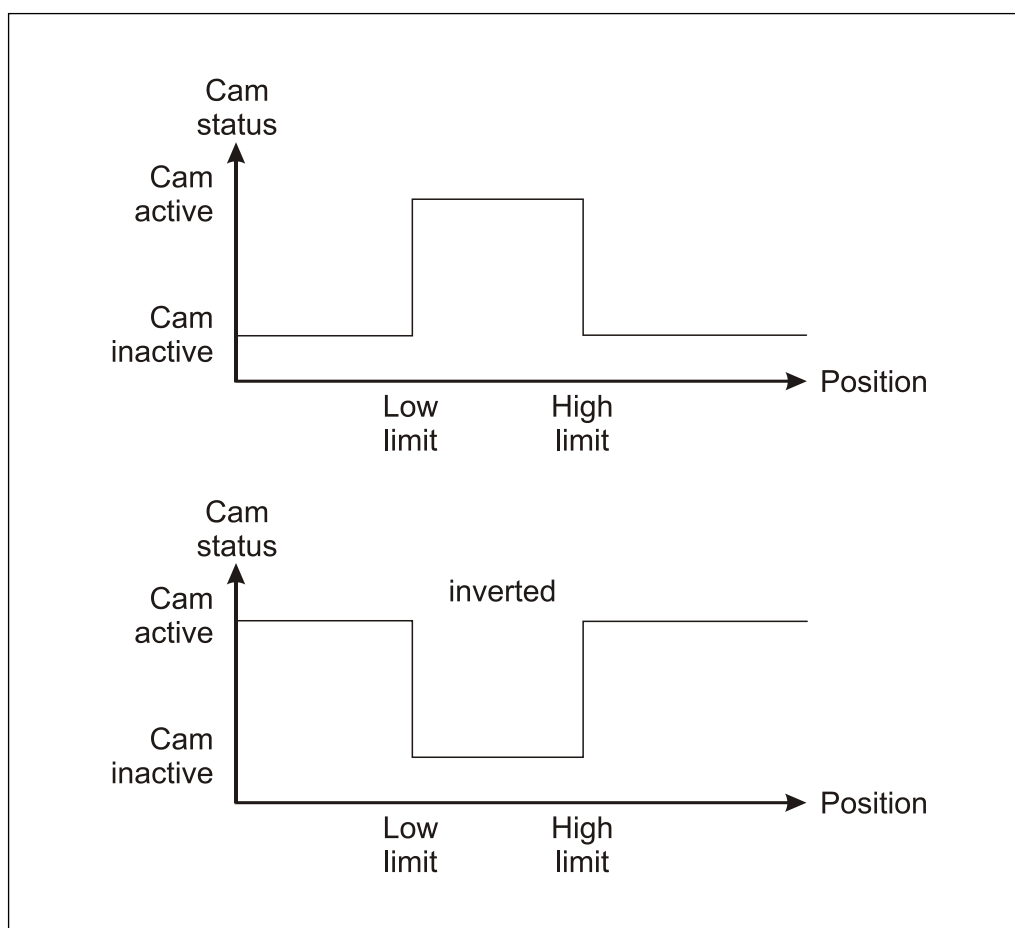 Cam
status
Cam
active
Cam
inactive
Position
Low
limit
High
limit
Cam
status
inverted
Cam
active
Cam
inactive
Position
Low
limit
High
limit